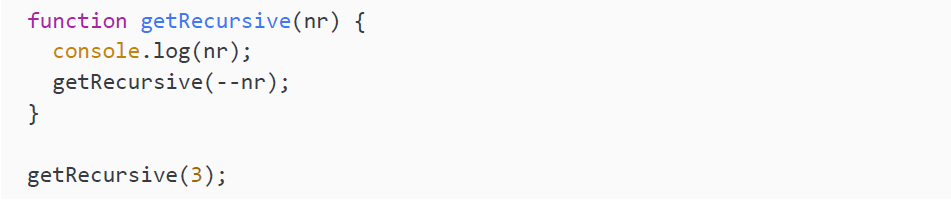 function getRecursive(nr) {
  console.log(nr);
  getRecursive(--nr);
}

getRecursive(3);